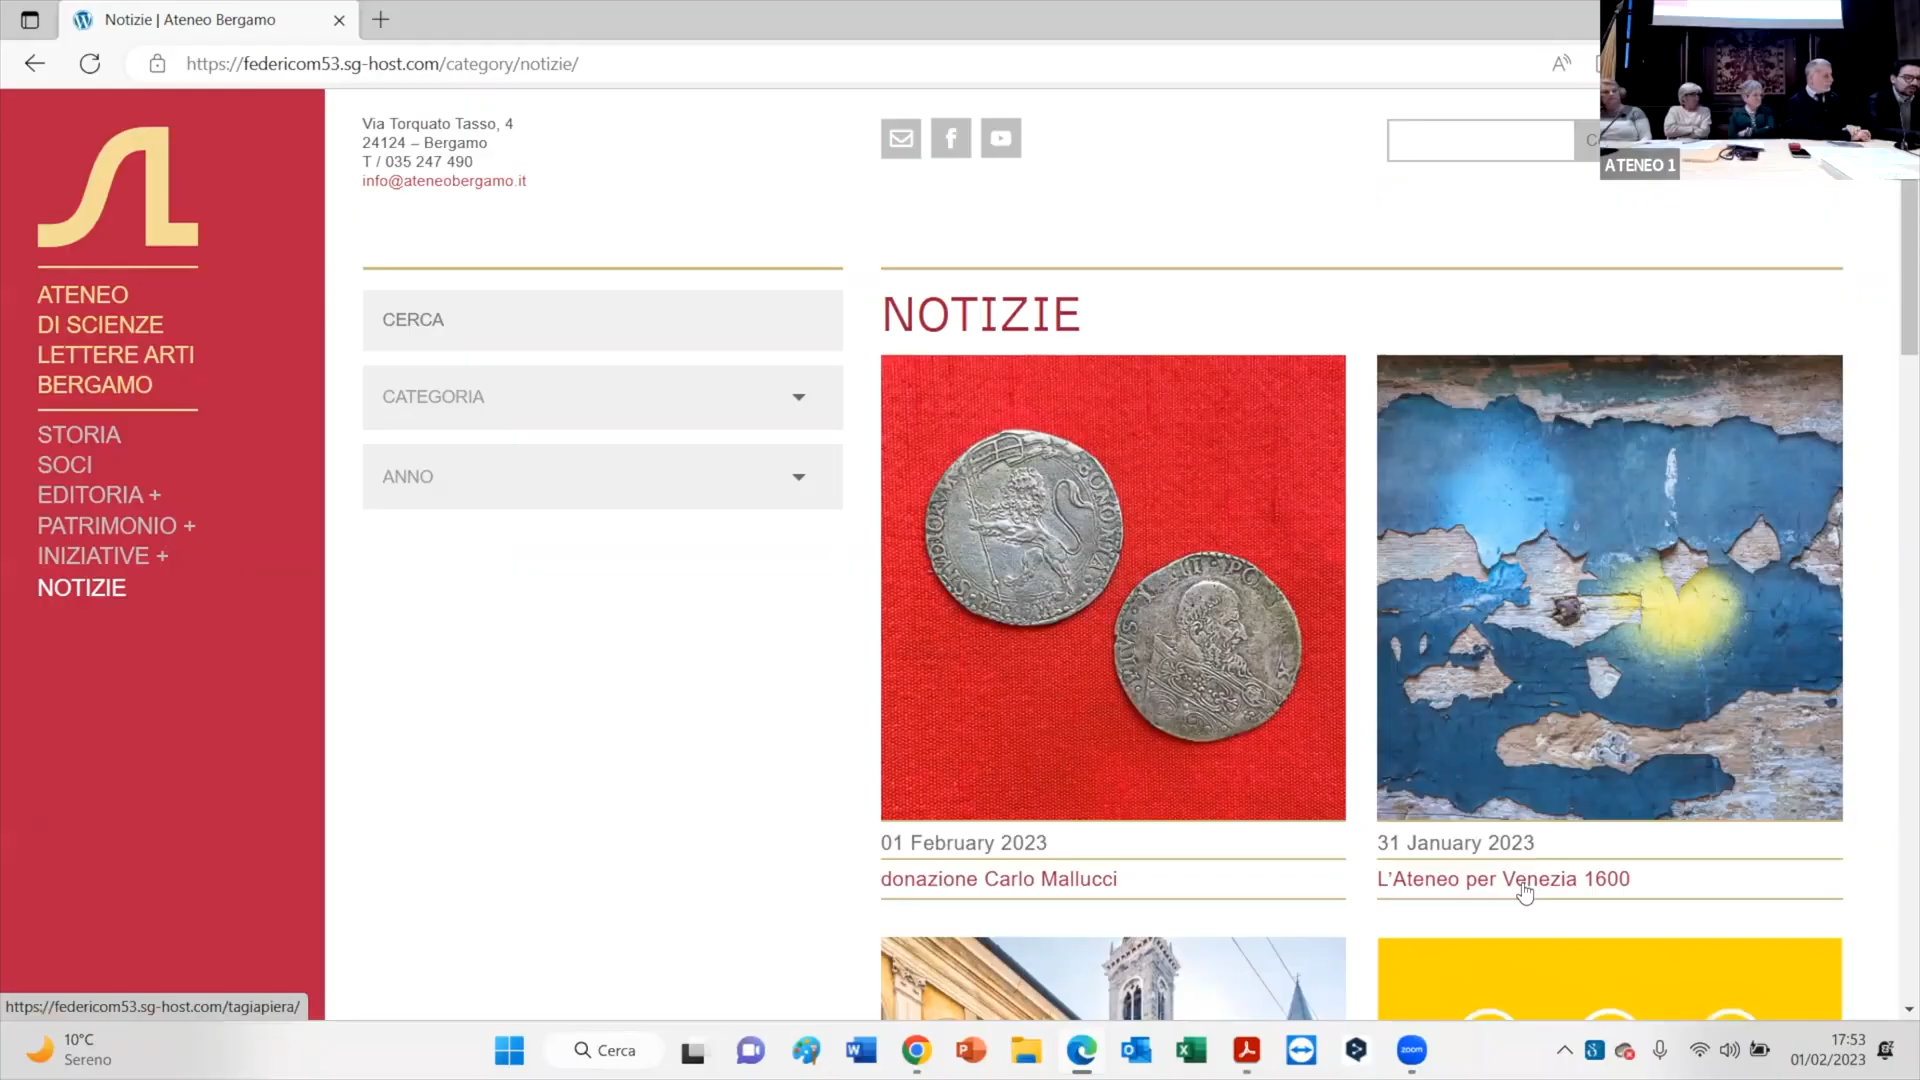 Notizie | Ateneo Bergamo
https://federicom53.sg-host.com/category/notizie/
ATENEO 1
Via Torquato Tasso, 4
24124 – Bergamo
T / 035 247 490
info@ateneobergamo.it
ATENEO
DI SCIENZE
LETTERE ARTI
BERGAMO
STORIA
SOCI
EDITORIA +
PATRIMONIO +
INIZIATIVE +
NOTIZIE
CERCA
CATEGORIA
ANNO
NOTIZIE
01 February 2023
donazione Carlo Mallucci
31 January 2023
L'Ateneo per Venezia 1600
https://federicom53.sg-host.com/tagiapiera/
10°C
Sereno
Cerca
zoom
17:53
01/02/2023